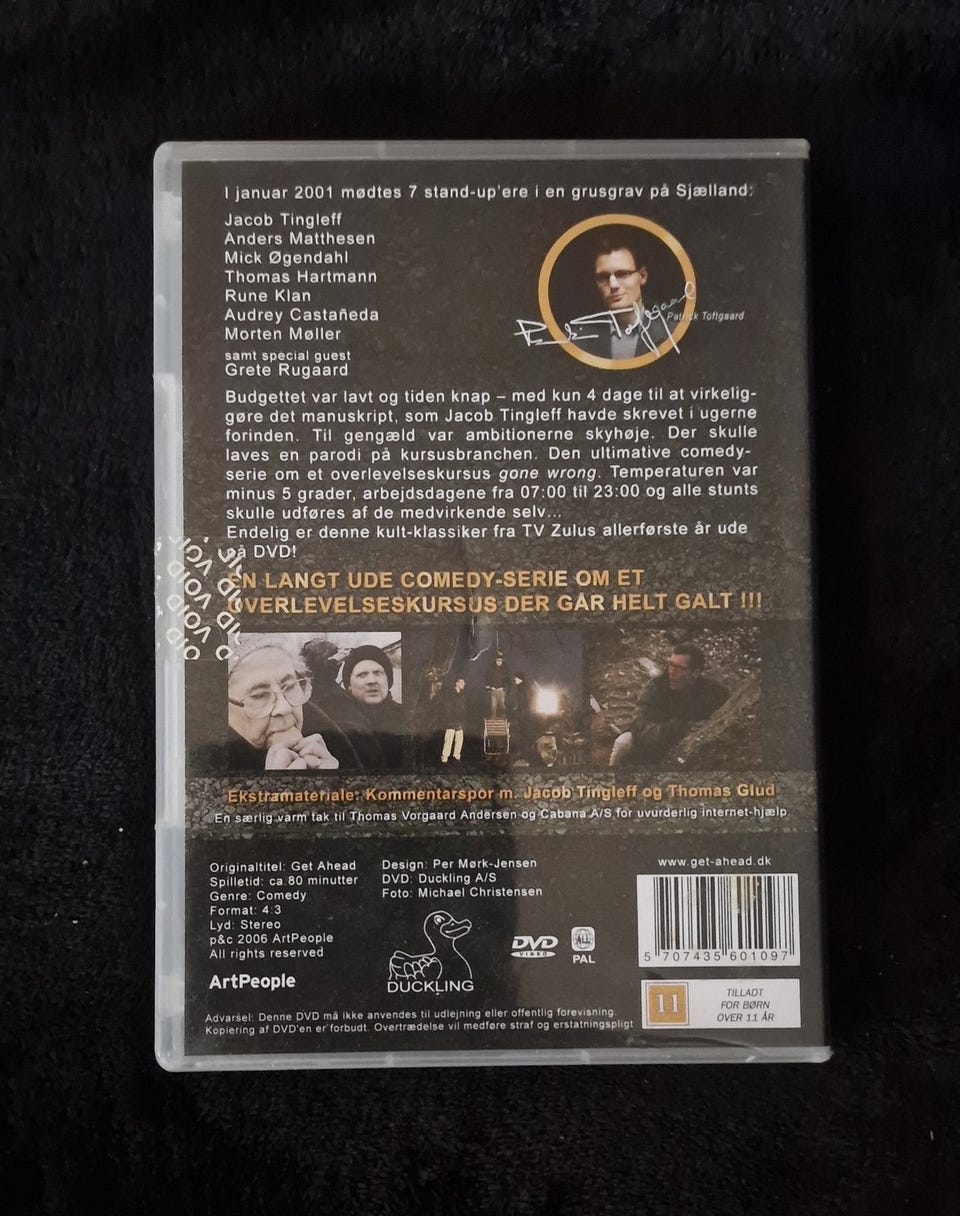 I januar 2001 mødtes 7 stand-up'ere i en grusgrav på Sjælland:
Jacob Tingleff
Anders Matthesen
Mick Øgendahl
Thomas Hartmann
Rune Klan
Audrey Castañeda
Morten Møller
samt special guest
Grete Rugaard
Patrick Toftgaard
Budgettet var lavt og tiden knap – med kun 4 dage til at virkelig-
gøre det manuskript, som Jacob Tingleff havde skrevet i ugerne
forinden. Til gengæld var ambitionerne skyhøje. Der skulle
laves en parodi på kursusbranchen. Den ultimative comedy-
serie om et overlevelseskursus gone wrong. Temperaturen var
minus 5 grader, arbejdsdagene fra 07:00 til 23:00 og alle stunts
skulle udføres af de medvirkende selv...
Endelig er denne kult-klassiker fra TV Zulus allerførste år ude
på DVD!
EN LANGT UDE COMEDY-SERIE OM ET
OVERLEVELSESKURSUS DER GÅR HELT GALT !!!
VOID VOID VOID
Ekstramateriale: Kommentarspor m. Jacob Tingleff og Thomas Glud
En særlig varm tak til Thomas Vorgaard Andersen og Cabana A/S for uvurderlig internet-hjælp
Originaltitel: Get Ahead
Spilletid: ca.80 minutter
Genre: Comedy
Format: 4:3
Lyd: Stereo
p&c 2006 ArtPeople
All rights reserved
ArtPeople
Design: Per Mørk-Jensen
DVD: Duckling A/S
Foto: Michael Christensen
DUCKLING
DVD
VIDEO
ALL
PAL
www.get-ahead.dk
5 707435 601097
11
TILLADT
FOR BØRN
OVER 11 ÅR
Advarsel: Denne DVD må ikke anvendes til udlejning eller offentlig forevisning.
Kopiering af DVD'en er forbudt. Overtrædelse vil medføre straf og erstatningspligt